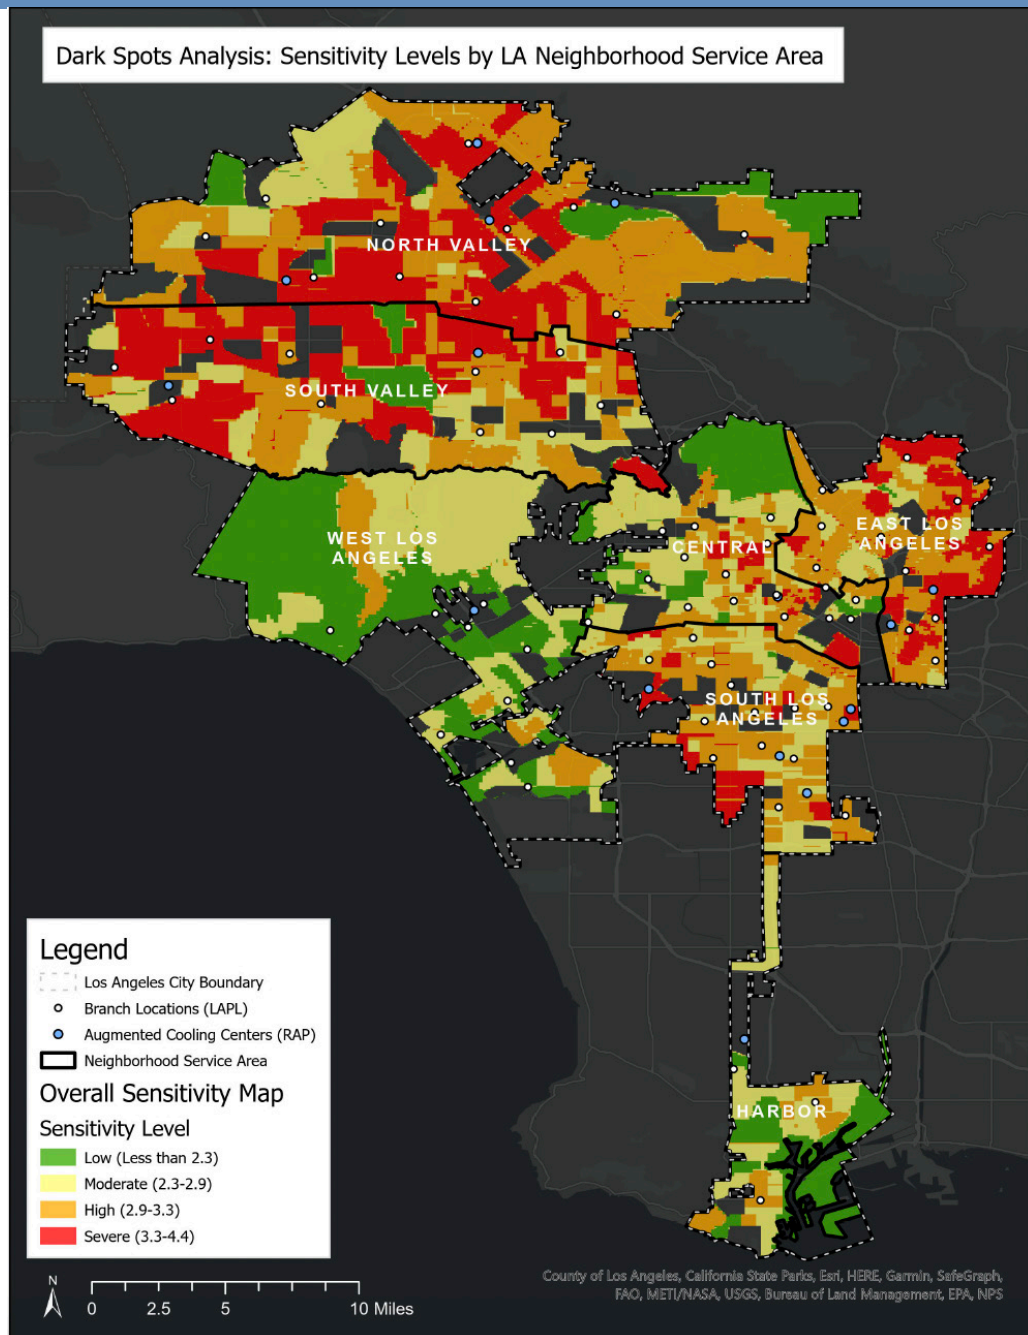 Dark Spots Analysis: Sensitivity Levels by LA Neighborhood Service Area
NORTH VALLEY
SOUTH VALLEY
WEST LOS
ANGELES
CENTRAL
EAST LOS
ANGELES
SOUTH LOS
ANGELES
HARBOR
Legend
Los Angeles City Boundary
Branch Locations (LAPL)
Augmented Cooling Centers (RAP)
Neighborhood Service Area
Overall Sensitivity Map
Sensitivity Level
Low (Less than 2.3)
Moderate (2.3-2.9)
High (2.9-3.3)
Severe (3.3-4.4)
N
0 2.5 5 10 Miles
County of Los Angeles, California State Parks, Esri, HERE, Garmin, SafeGraph,
FAO, METI/NASA, USGS, Bureau of Land Management, EPA, NPS